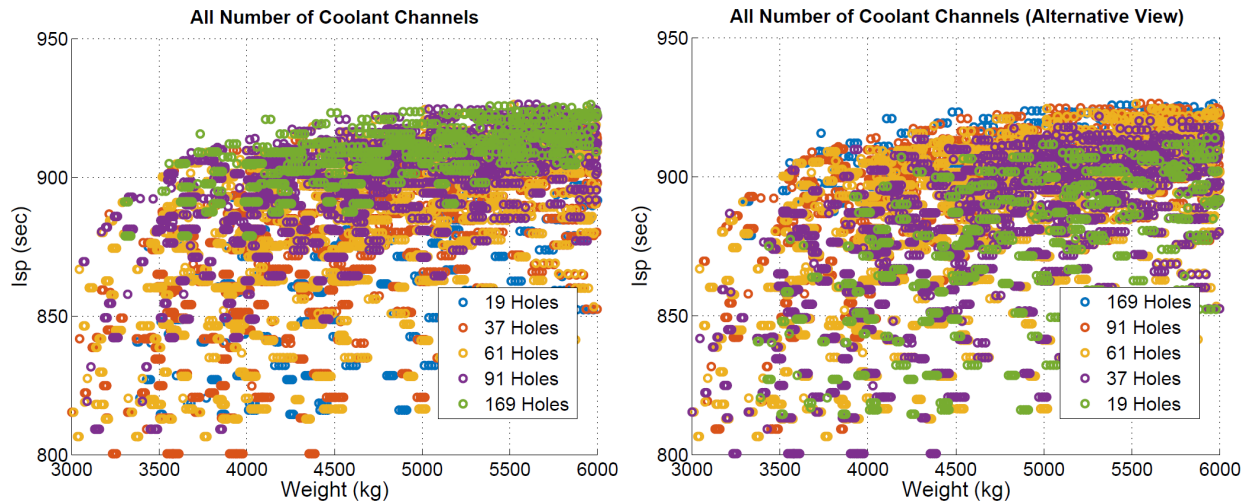 All Number of Coolant Channels
950
900
850
800
Isp (sec)
3000 3500 4000 4500 5000 5500 6000
Weight (kg)
19 Holes
37 Holes
61 Holes
91 Holes
169 Holes
All Number of Coolant Channels (Alternative View)
950
900
850
800
Isp (sec)
3000 3500 4000 4500 5000 5500 6000
Weight (kg)
169 Holes
91 Holes
61 Holes
37 Holes
19 Holes